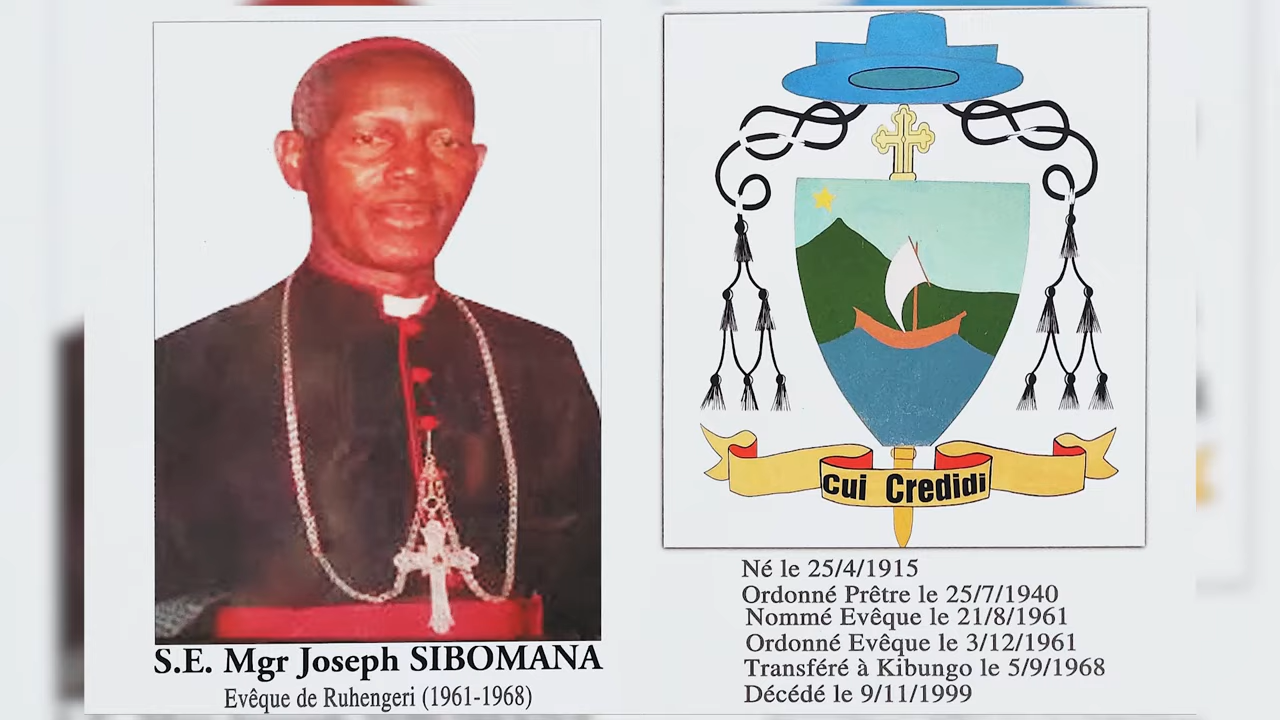 Cui Credidi
Né le 25/4/1915
Ordonné Prêtre le 25/7/1940
Nommé Evêque le 21/8/1961
Ordonné Evêque le 3/12/1961
Transféré à Kibungo le 5/9/1968
Décédé le 9/11/1999
S.E. Mgr Joseph SIBOMANA
Evêque de Ruhengeri (1961-1968)